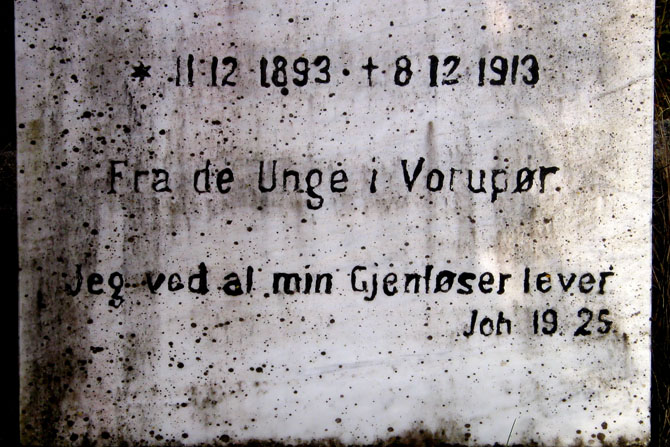 * 11 12 1893 · † 8 12 1913
Fra de Unge i Vorupør.
Jeg ved at min Gjenløser lever
Joh 19. 25.